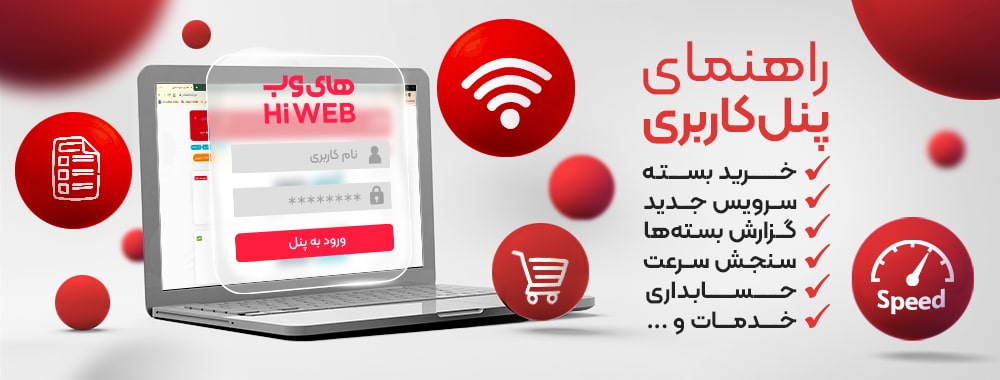 راهنمای
پنل کاربری
خرید بسته
سرویس جدید
گزارش بسته‌ها
سنجش سرعت
حسابداری
خدمات و ...
های وب
Hi WEB
نام کاربری
********
ورود به پنل
Speed